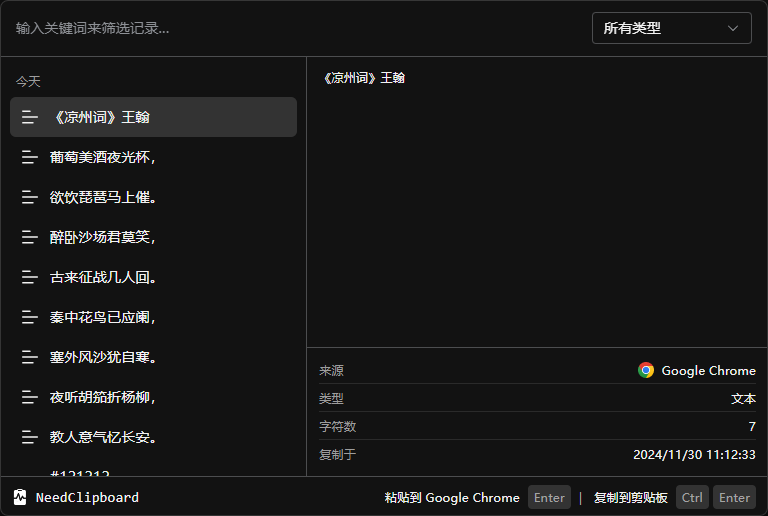 输入关键词来筛选记录...
所有类型
今天
《凉州词》王翰
葡萄美酒夜光杯，
欲饮琵琶马上催。
醉卧沙场君莫笑，
古来征战几人回。
秦中花鸟已应阑，
塞外风沙犹自寒。
夜听胡笳折杨柳，
教人意气忆长安。
#121212
《凉州词》王翰
来源 Google Chrome
类型 文本
字符数 7
复制于 2024/11/30 11:12:33
NeedClipboard
粘贴到 Google Chrome Enter | 复制到剪贴板 Ctrl Enter